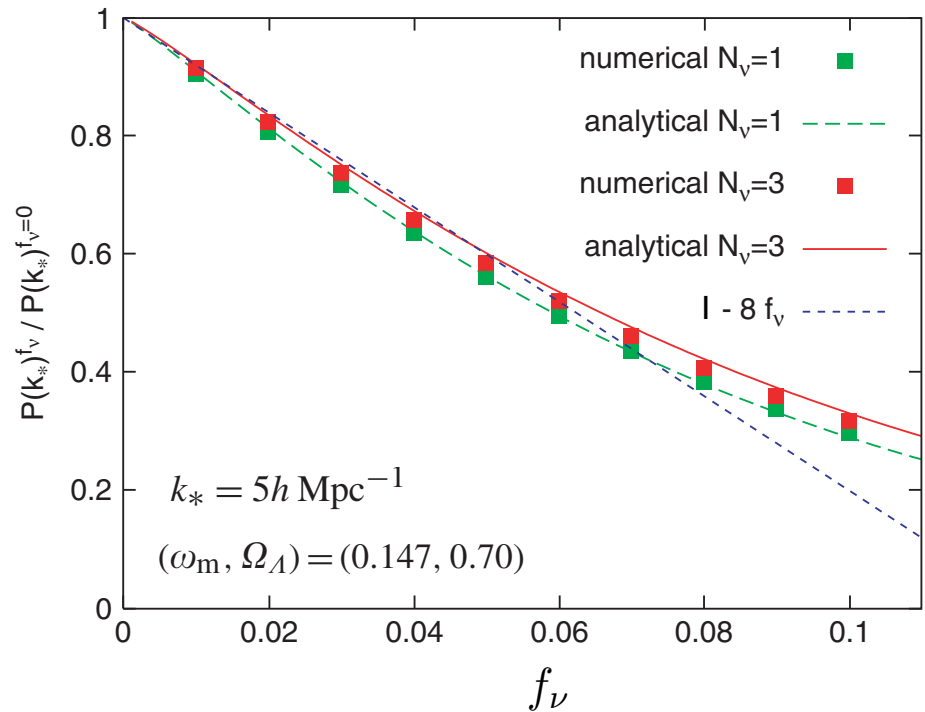 1
0.8
0.6
0.4
0.2
0
0 0.02 0.04 0.06 0.08 0.1
P(k*)^fν / P(k*)^fν=0
fν
numerical Nν=1
analytical Nν=1
numerical Nν=3
analytical Nν=3
I - 8 fν
k* = 5h Mpc⁻¹
(ωm, ΩΛ) = (0.147, 0.70)